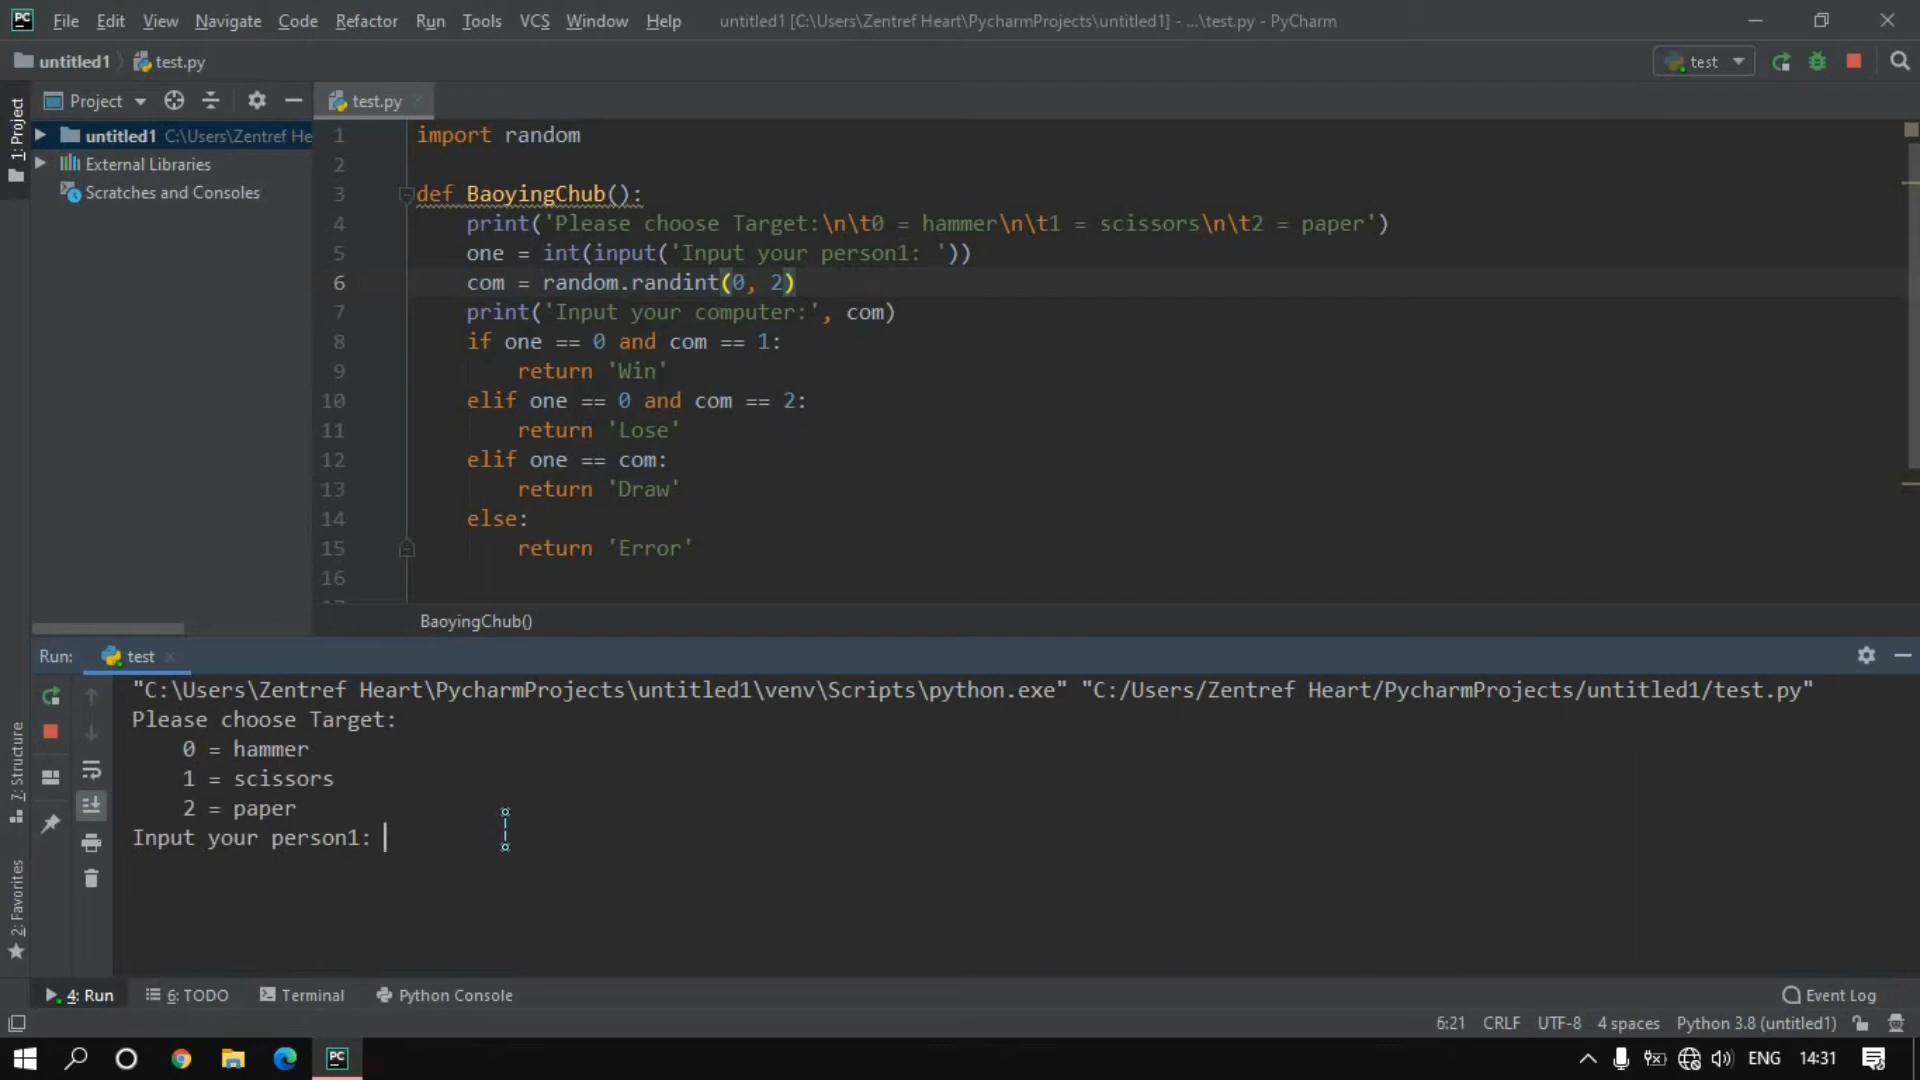 File Edit View Navigate Code Refactor Run Tools VCS Window Help untitled1 [C:\Users\Zentref Heart\PycharmProjects\untitled1] - ...\test.py - PyCharm
untitled1 test.py test
Project test.py
1: Project
untitled1 C:\Users\Zentref He
External Libraries
Scratches and Consoles
1 import random
2
3 def BaoyingChub():
4     print('Please choose Target:\n\t0 = hammer\n\t1 = scissors\n\t2 = paper')
5     one = int(input('Input your person1: '))
6     com = random.randint(0, 2)
7     print('Input your computer:', com)
8     if one == 0 and com == 1:
9         return 'Win'
10     elif one == 0 and com == 2:
11         return 'Lose'
12     elif one == com:
13         return 'Draw'
14     else:
15         return 'Error'
16
BaoyingChub()
Run: test
"C:\Users\Zentref Heart\PycharmProjects\untitled1\venv\Scripts\python.exe" "C:/Users/Zentref Heart/PycharmProjects/untitled1/test.py"
Please choose Target:
    0 = hammer
    1 = scissors
    2 = paper
Input your person1:
7: Structure
2: Favorites
4: Run 6: TODO Terminal Python Console Event Log
6:21 CRLF UTF-8 4 spaces Python 3.8 (untitled1)
PC ENG 14:31